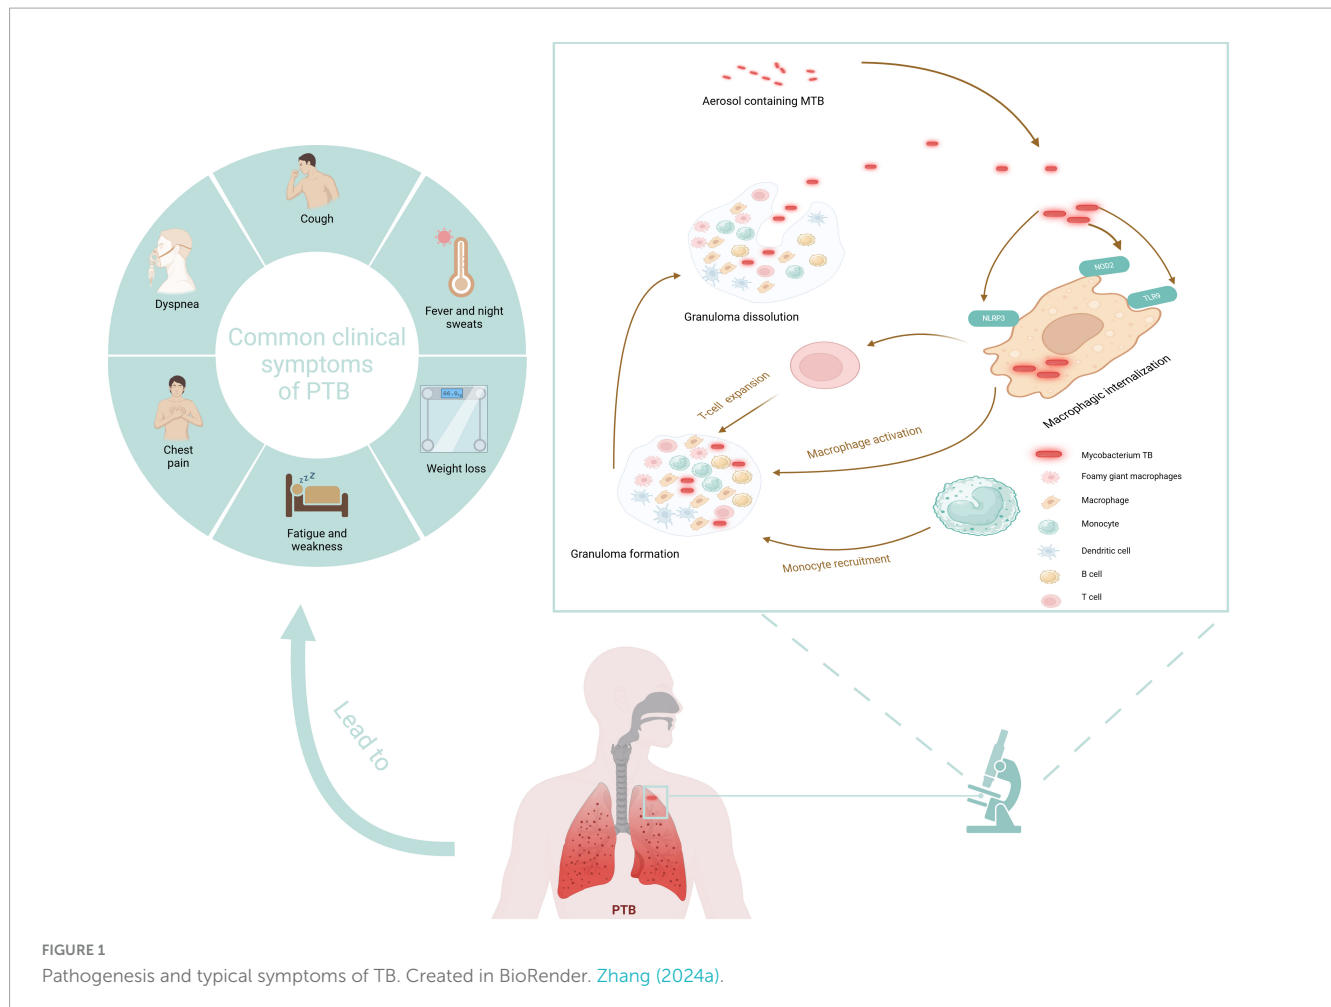 Cough
Dyspnea
Fever and night
sweats
Common clinical
symptoms
of PTB
Chest
pain
Weight loss
Fatigue and
weakness
Lead to
Aerosol containing MTB
Granuloma dissolution
NOD2
TLR9
NLRP3
Macrophagic internalization
T-cell expansion
Macrophage activation
Granuloma formation
Monocyte recruitment
Mycobacterium TB
Foamy giant macrophages
Macrophage
Monocyte
Dendritic cell
B cell
T cell
PTB
FIGURE 1
Pathogenesis and typical symptoms of TB. Created in BioRender. Zhang (2024a).